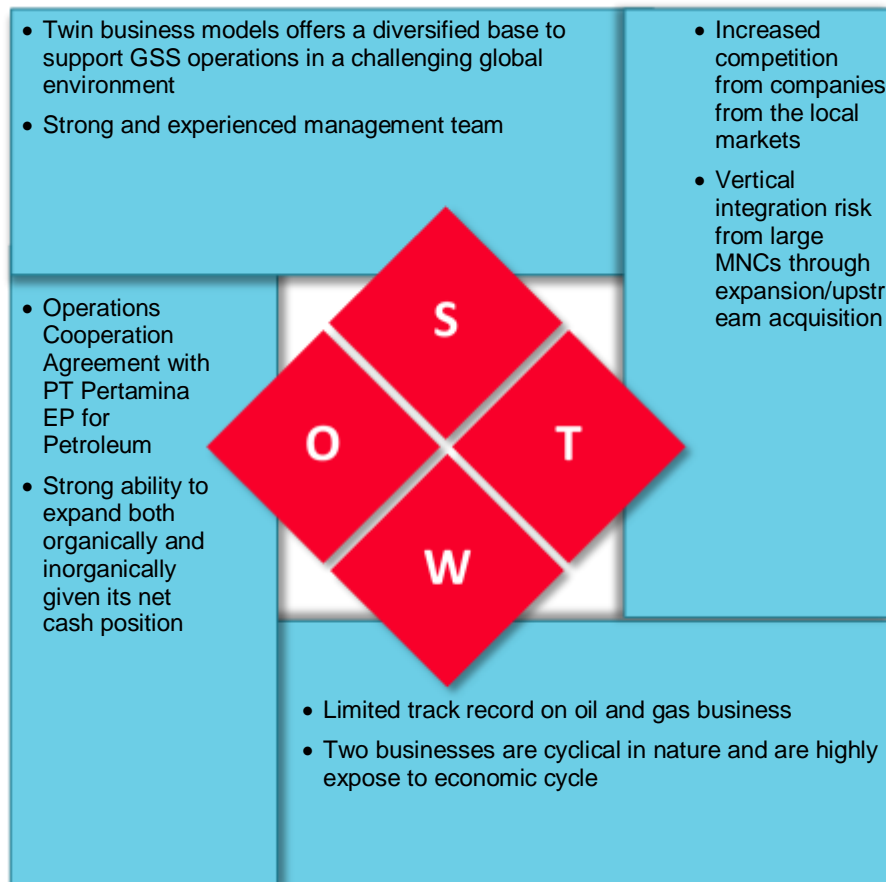 • Twin business models offers a diversified base to
support GSS operations in a challenging global
environment
• Strong and experienced management team
• Increased
competition
from companies
from the local
markets
• Vertical
integration risk
from large
MNCs through
expansion/upstr
eam acquisition
• Operations
Cooperation
Agreement with
PT Pertamina
EP for
Petroleum
• Strong ability to
expand both
organically and
inorganically
given its net
cash position
S
O
T
W
• Limited track record on oil and gas business
• Two businesses are cyclical in nature and are highly
expose to economic cycle